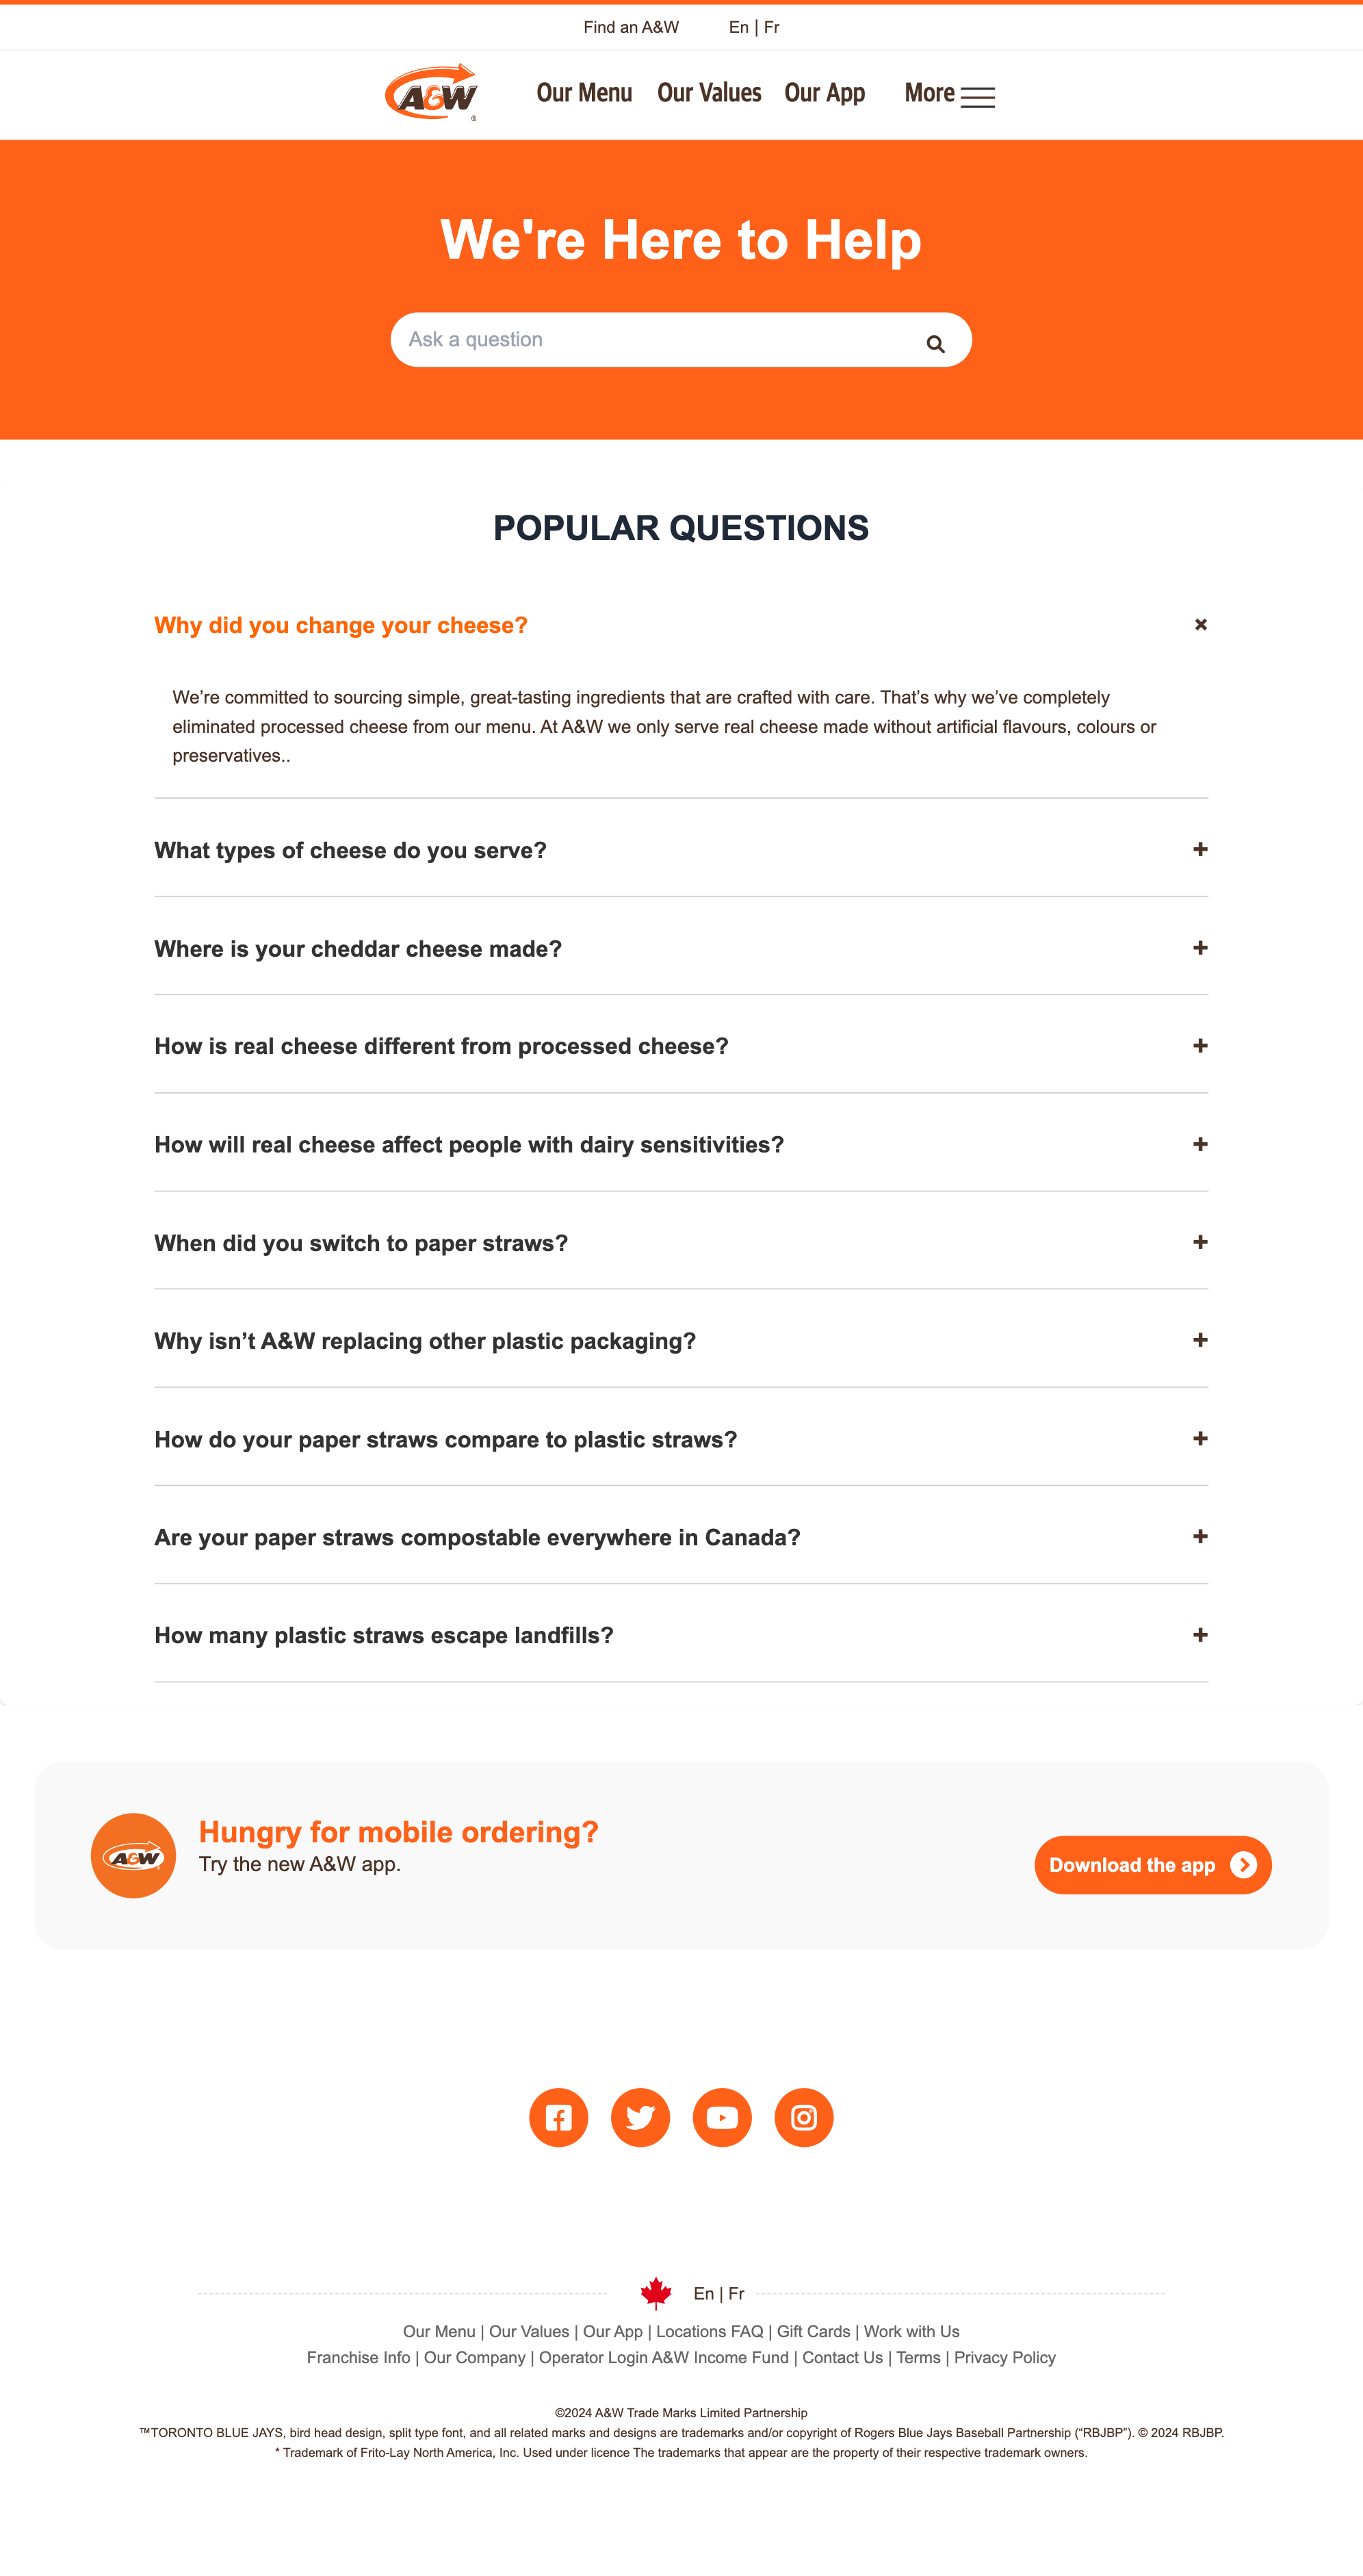 Find an A&W En | Fr
A&W ® Our Menu Our Values Our App More
We're Here to Help
Ask a question
POPULAR QUESTIONS
Why did you change your cheese?
We’re committed to sourcing simple, great-tasting ingredients that are crafted with care. That’s why we’ve completely
eliminated processed cheese from our menu. At A&W we only serve real cheese made without artificial flavours, colours or
preservatives..
What types of cheese do you serve?
Where is your cheddar cheese made?
How is real cheese different from processed cheese?
How will real cheese affect people with dairy sensitivities?
When did you switch to paper straws?
Why isn’t A&W replacing other plastic packaging?
How do your paper straws compare to plastic straws?
Are your paper straws compostable everywhere in Canada?
How many plastic straws escape landfills?
A&W
Hungry for mobile ordering?
Try the new A&W app.
Download the app
En | Fr
Our Menu | Our Values | Our App | Locations FAQ | Gift Cards | Work with Us
Franchise Info | Our Company | Operator Login A&W Income Fund | Contact Us | Terms | Privacy Policy
©2024 A&W Trade Marks Limited Partnership
™TORONTO BLUE JAYS, bird head design, split type font, and all related marks and designs are trademarks and/or copyright of Rogers Blue Jays Baseball Partnership (“RBJBP”). © 2024 RBJBP.
* Trademark of Frito-Lay North America, Inc. Used under licence The trademarks that appear are the property of their respective trademark owners.